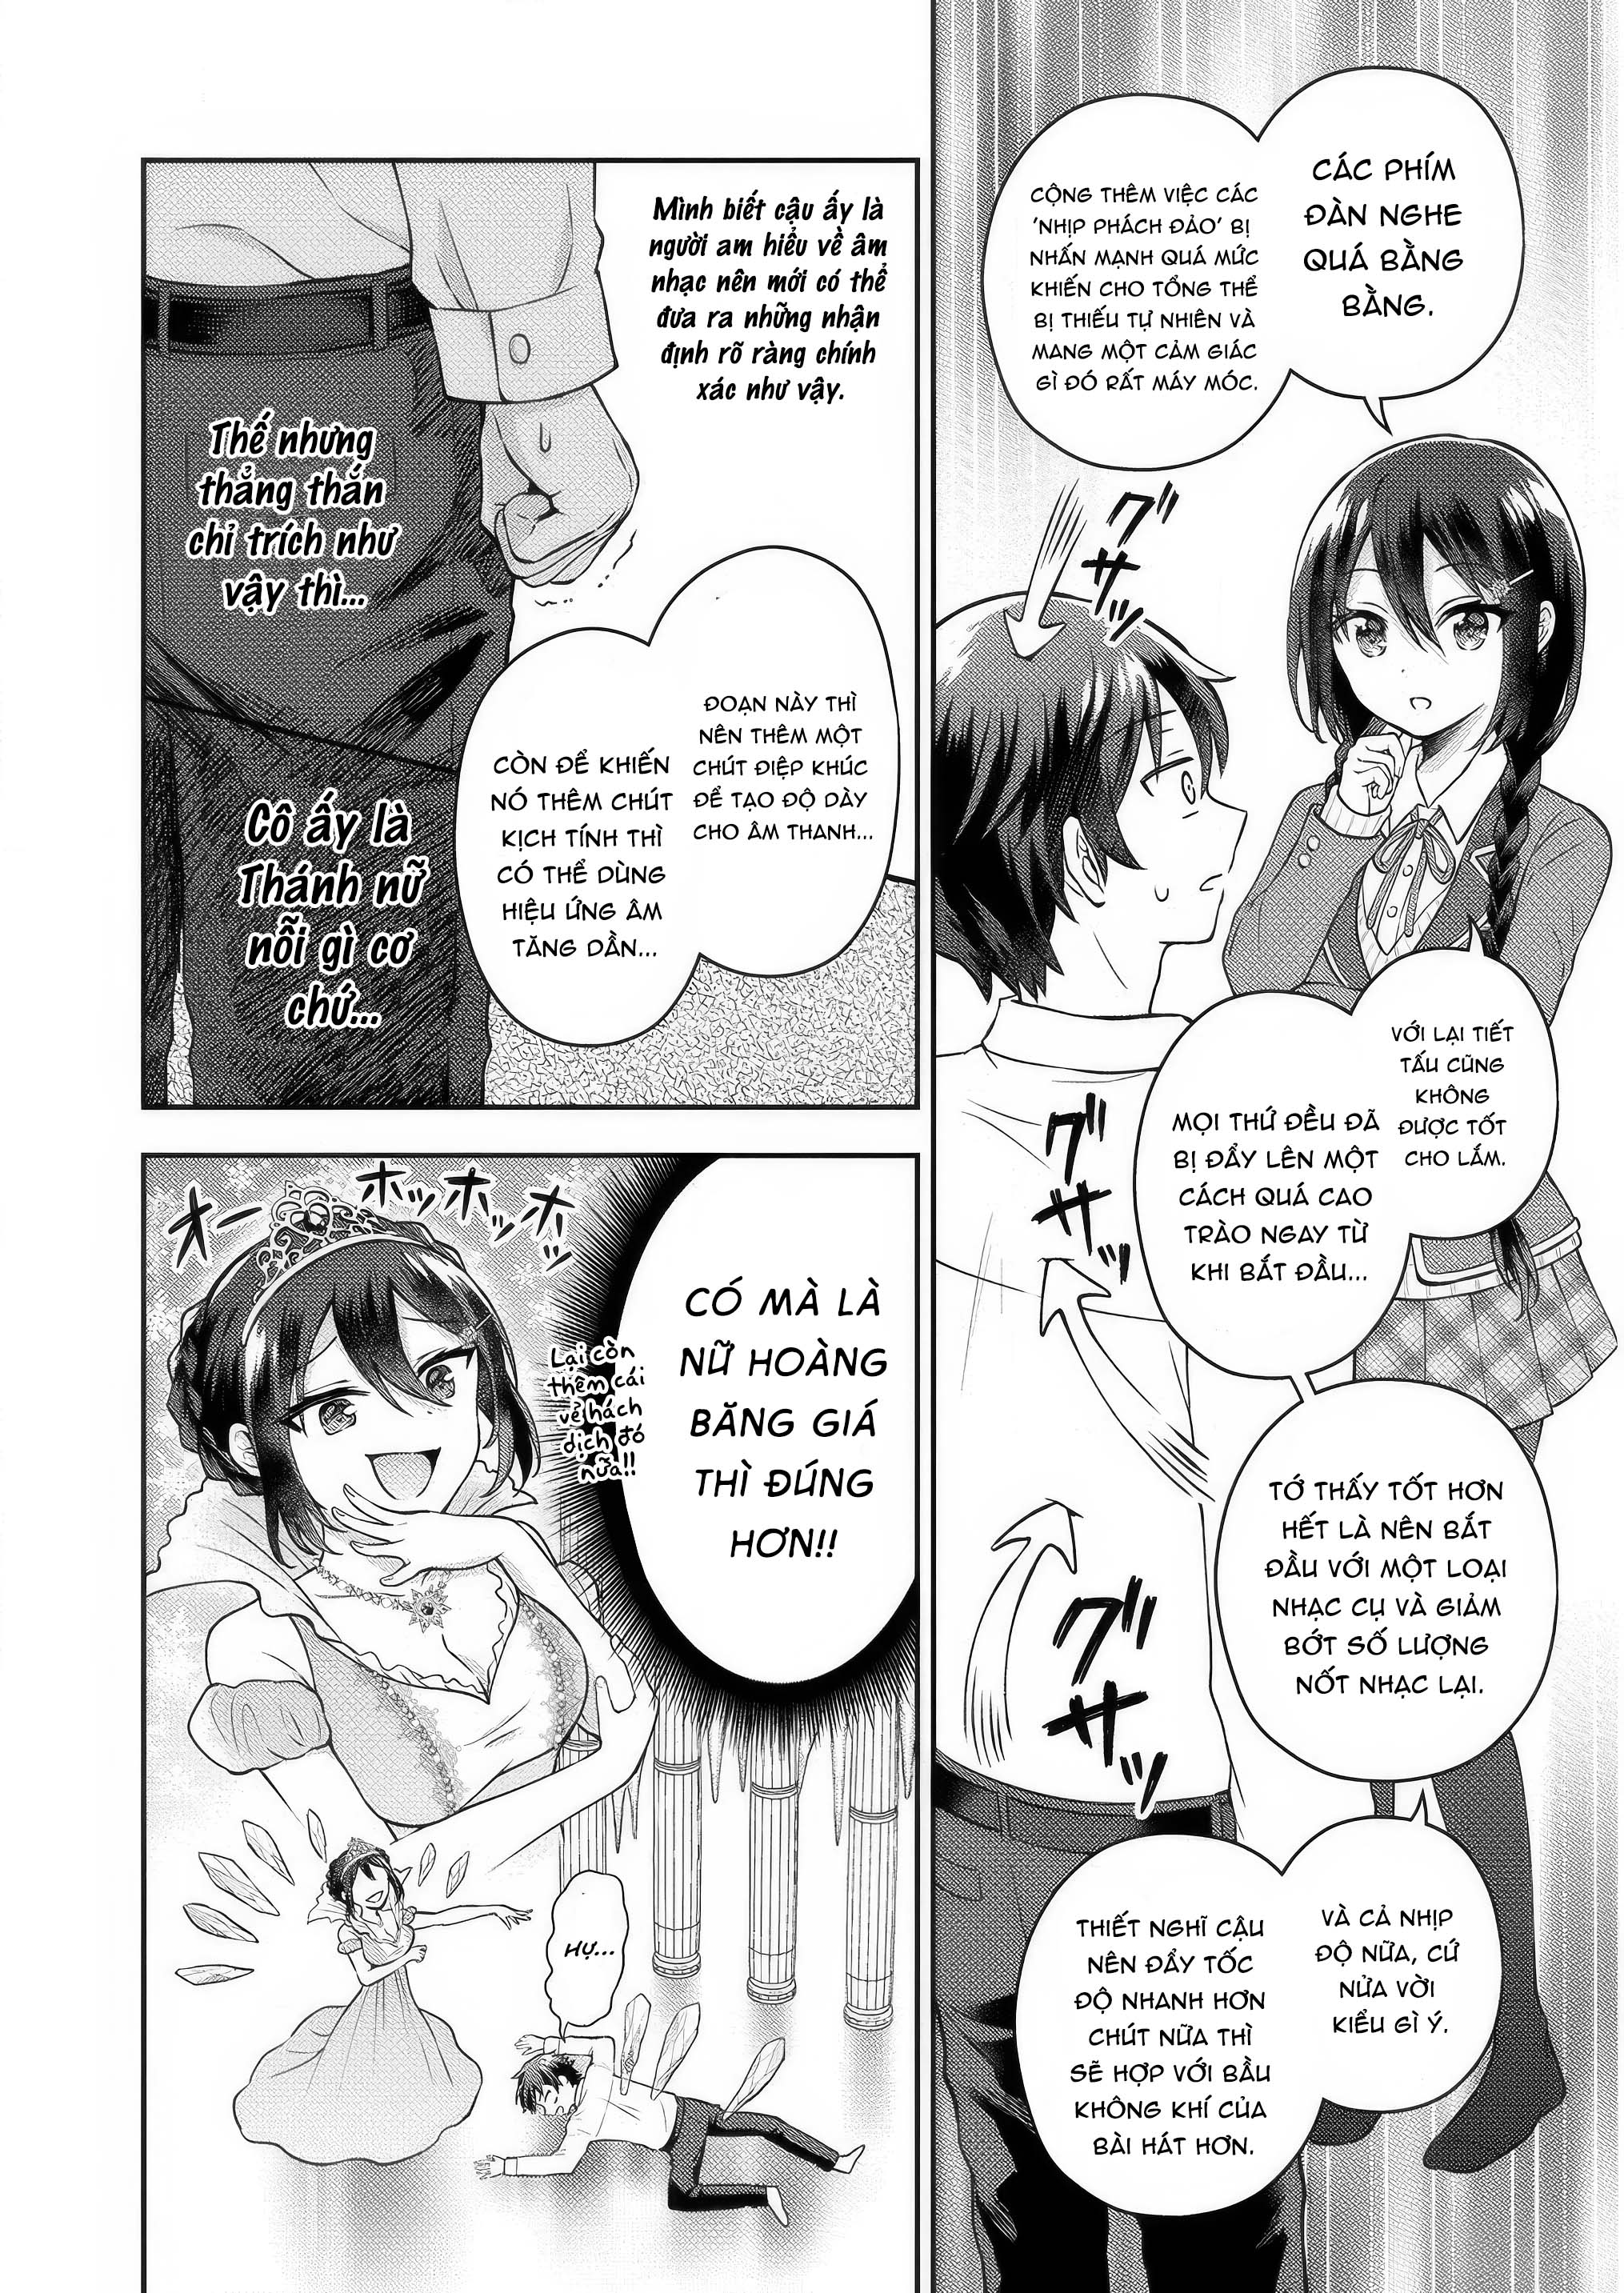 CÁC PHÍM
ĐÀN NGHE
QUÁ BẰNG
BẰNG.
CỘNG THÊM VIỆC CÁC
'NHỊP PHÁCH ĐẢO' BỊ
NHẤN MẠNH QUÁ MỨC
KHIẾN CHO TỔNG THỂ
BỊ THIẾU TỰ NHIÊN VÀ
MANG MỘT CẢM GIÁC
GÌ ĐÓ RẤT MÁY MÓC.
グサッ
VỚI LẠI TIẾT
TẤU CŨNG
KHÔNG
ĐƯỢC TỐT
CHO LẮM.
MỌI THỨ ĐỀU ĐÃ
BỊ ĐẨY LÊN MỘT
CÁCH QUÁ CAO
TRÀO NGAY TỪ
KHI BẮT ĐẦU...
グサッ
TỚ THẤY TỐT HƠN
HẾT LÀ NÊN BẮT
ĐẦU VỚI MỘT LOẠI
NHẠC CỤ VÀ GIẢM
BỚT SỐ LƯỢNG
NỐT NHẠC LẠI.
グサッ
VÀ CẢ NHỊP
ĐỘ NỮA, CỨ
NỬA VỜI
KIỂU GÌ Ý.
THIẾT NGHĨ CẬU
NÊN ĐẨY TỐC
ĐỘ NHANH HƠN
CHÚT NỮA THÌ
SẼ HỢP VỚI BẦU
KHÔNG KHÍ CỦA
BÀI HÁT HƠN.
Mình biết cậu ấy là
người am hiểu về âm
nhạc nên mới có thể
đưa ra những nhận
định rõ ràng chính
xác như vậy.
Thế nhưng
thẳng thắn
chỉ trích như
vậy thì...
ĐOẠN NÀY THÌ
NÊN THÊM MỘT
CHÚT ĐIỆP KHÚC
ĐỂ TẠO ĐỘ DÀY
CHO ÂM THANH...
CÒN ĐỂ KHIẾN
NÓ THÊM CHÚT
KỊCH TÍNH THÌ
CÓ THỂ DÙNG
HIỆU ỨNG ÂM
TĂNG DẦN...
Cô ấy là
Thánh nữ
nỗi gì cơ
chứ...
CÓ MÀ LÀ
NỮ HOÀNG
BĂNG GIÁ
THÌ ĐÚNG
HƠN!!
Lại còn
thêm cái
vẻ hách
dịch đó
nữa!!
オーホッホッホッ
HỰ...